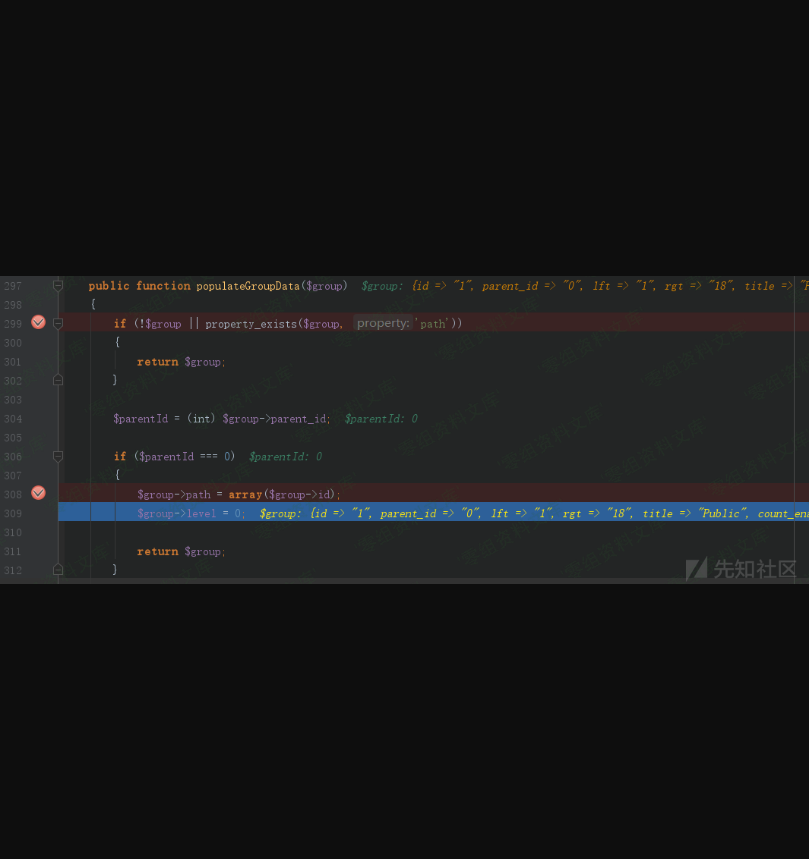 297 public function populateGroupData($group) $group: {id => "1", parent_id => "0", lft => "1", rgt => "18", title => "P
298 {
299 if (!$group || property_exists($group, property: 'path'))
300 {
301 return $group;
302 }
303
304 $parentId = (int) $group->parent_id; $parentId: 0
305
306 if ($parentId === 0) $parentId: 0
307 {
308 $group->path = array($group->id);
309 $group->level = 0; $group: {id => "1", parent_id => "0", lft => "1", rgt => "18", title => "Public", count_ena
310
311 return $group;
312 }
先知社区